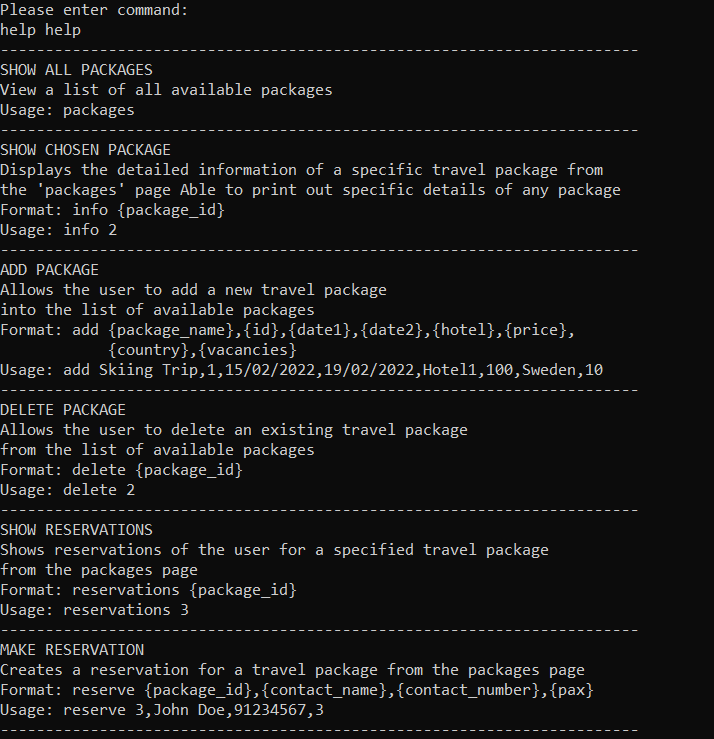 Please enter command:
help help
-----------------------------------------------------------------------
SHOW ALL PACKAGES
View a list of all available packages
Usage: packages
-----------------------------------------------------------------------
SHOW CHOSEN PACKAGE
Displays the detailed information of a specific travel package from
the 'packages' page Able to print out specific details of any package
Format: info {package_id}
Usage: info 2
-----------------------------------------------------------------------
ADD PACKAGE
Allows the user to add a new travel package
into the list of available packages
Format: add {package_name},{id},{date1},{date2},{hotel},{price},
            {country},{vacancies}
Usage: add Skiing Trip,1,15/02/2022,19/02/2022,Hotel1,100,Sweden,10
-----------------------------------------------------------------------
DELETE PACKAGE
Allows the user to delete an existing travel package
from the list of available packages
Format: delete {package_id}
Usage: delete 2
-----------------------------------------------------------------------
SHOW RESERVATIONS
Shows reservations of the user for a specified travel package
from the packages page
Format: reservations {package_id}
Usage: reservations 3
-----------------------------------------------------------------------
MAKE RESERVATION
Creates a reservation for a travel package from the packages page
Format: reserve {package_id},{contact_name},{contact_number},{pax}
Usage: reserve 3,John Doe,91234567,3
-----------------------------------------------------------------------